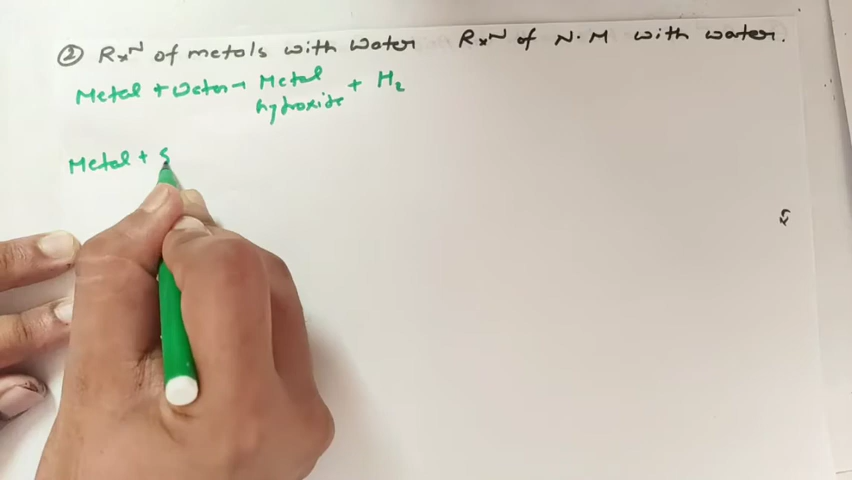 ② RxN of metals with water RxN of N.M with water.
Metal + Water → Metal hydroxide + H₂
Metal + S